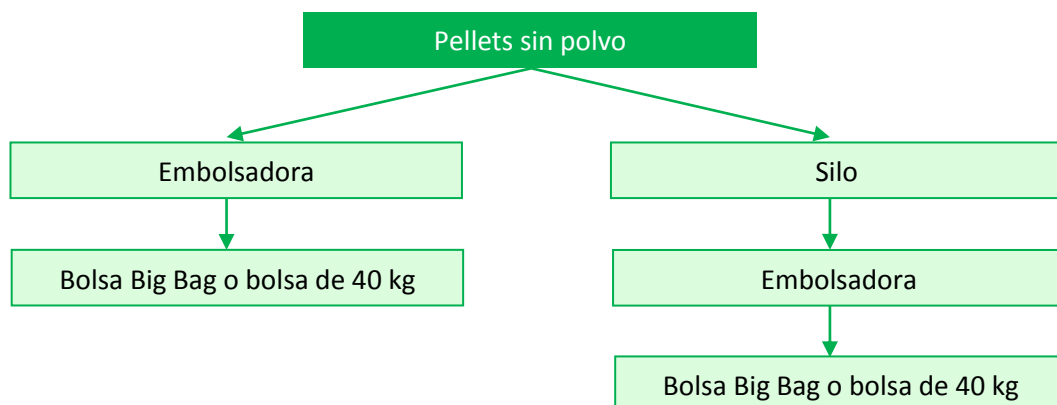 Pellets sin polvo
Embolsadora
Silo
Bolsa Big Bag o bolsa de 40 kg
Embolsadora
Bolsa Big Bag o bolsa de 40 kg